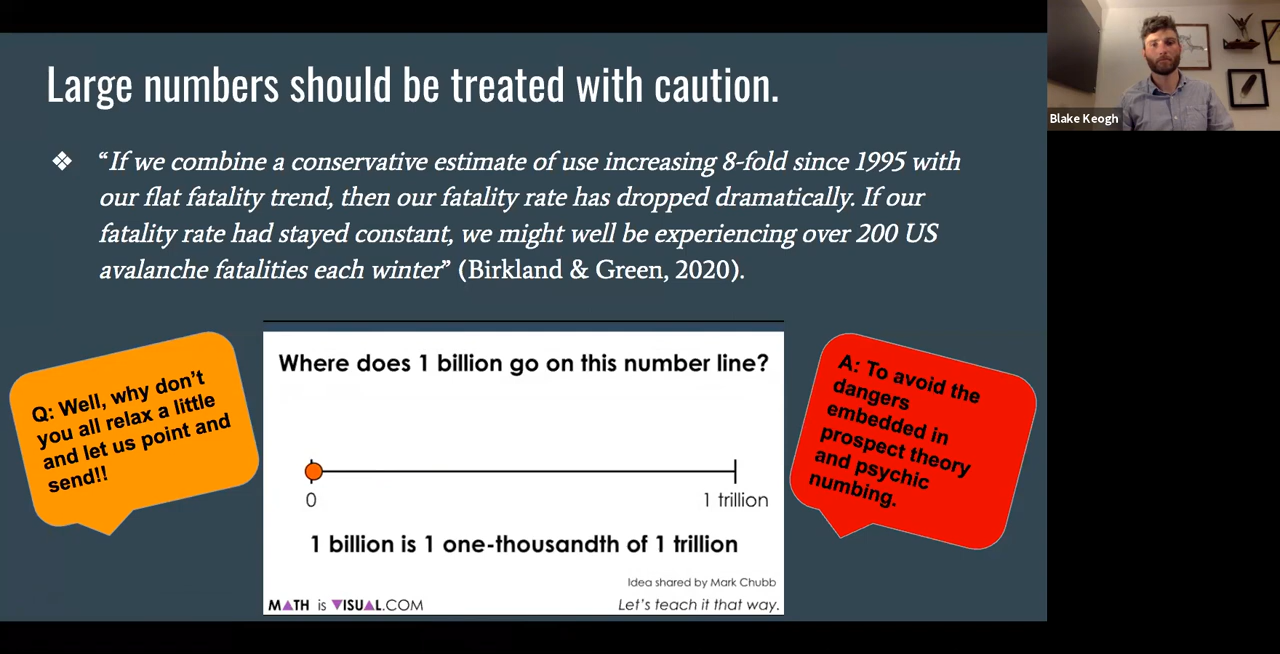 Large numbers should be treated with caution.
❖ “If we combine a conservative estimate of use increasing 8-fold since 1995 with
our flat fatality trend, then our fatality rate has dropped dramatically. If our
fatality rate had stayed constant, we might well be experiencing over 200 US
avalanche fatalities each winter” (Birkland & Green, 2020).
Q: Well, why don’t
you all relax a little
and let us point and
send!!
Where does 1 billion go on this number line?
0
1 trillion
1 billion is 1 one-thousandth of 1 trillion
Idea shared by Mark Chubb
MATH is VISUAL.COM
Let’s teach it that way.
A: To avoid the
dangers
embedded in
prospect theory
and psychic
numbing.
Blake Keogh